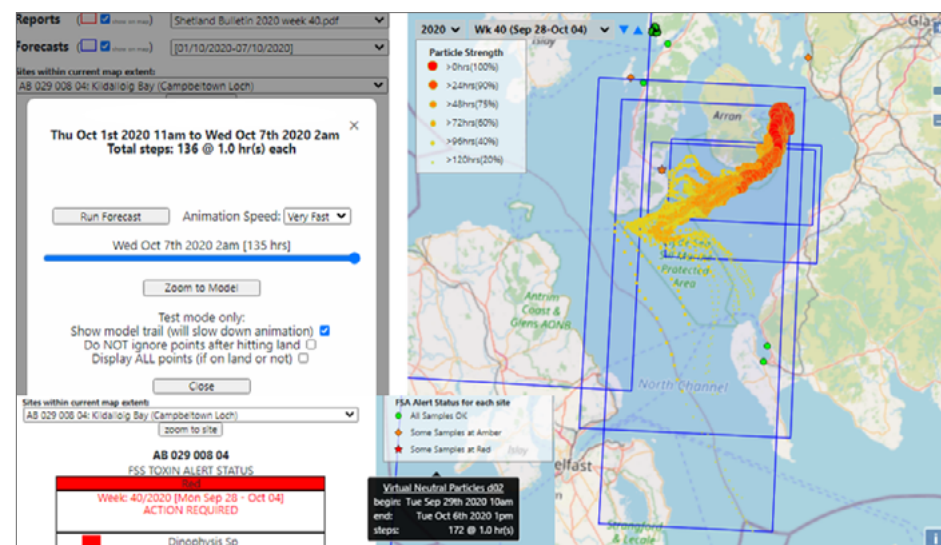 Reports
show on map)
Shetland Bulletin 2020 week 40.pdf
Forecasts
show on map)
[01/10/2020-07/10/2020]
Sites within current map extent:
AB 029 008 04: Kildalloig Bay (Campbeltown Loch)
Thu Oct 1st 2020 11am to Wed Oct 7th 2020 2am
Total steps: 136 @ 1.0 hr(s) each
Run Forecast
Animation Speed: Very Fast
Wed Oct 7th 2020 2am [135 hrs]
Zoom to Model
Test mode only:
Show model trail (will slow down animation)
Do NOT ignore points after hitting land
Display ALL points (if on land or not)
Close
Sites within current map extent:
AB 029 008 04: Kildalloig Bay (Campbeltown Loch)
zoom to site
AB 029 008 04
FSS TOXIN ALERT STATUS
Red
Week: 40/2020 [Mon Sep 28 - Oct 04]
ACTION REQUIRED
Dinophysis Sp
2020
Wk 40 (Sep 28-Oct 04)
Islay
Glas
Particle Strength
>0hrs(100%)
>24hrs(90%)
>48hrs(75%)
>72hrs(60%)
>96hrs(40%)
>120hrs(20%)
Arran
Protected
Area
Antrim
Coast &
Glens AONB
North Channel
FSA Alert Status for each site
All Samples OK
Some Samples at Amber
Some Samples at Red
Islay
elfast
Virtual Neutral Particles d02
begin: Tue Sep 29th 2020 10am
end: Tue Oct 6th 2020 1pm
steps: 172 @ 1.0 hr(s)
Strangford
& Lecale